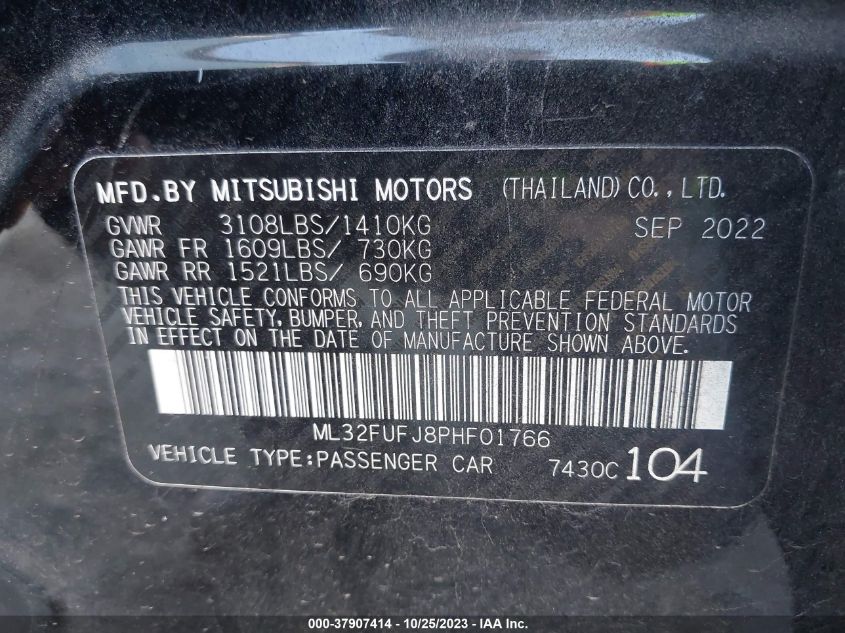 MFD.BY MITSUBISHI MOTORS (THAILAND) CO., LTD.
GVWR 3108LBS/1410KG SEP 2022
GAWR FR 1609LBS/ 730KG
GAWR RR 1521LBS/ 690KG
THIS VEHICLE CONFORMS TO ALL APPLICABLE FEDERAL MOTOR
VEHICLE SAFETY, BUMPER, AND THEFT PREVENTION STANDARDS
IN EFFECT ON THE DATE OF MANUFACTURE SHOWN ABOVE.
ML32FUFJ8PHF01766
VEHICLE TYPE:PASSENGER CAR 7430C 104
000-37907414 - 10/25/2023 - IAA Inc.